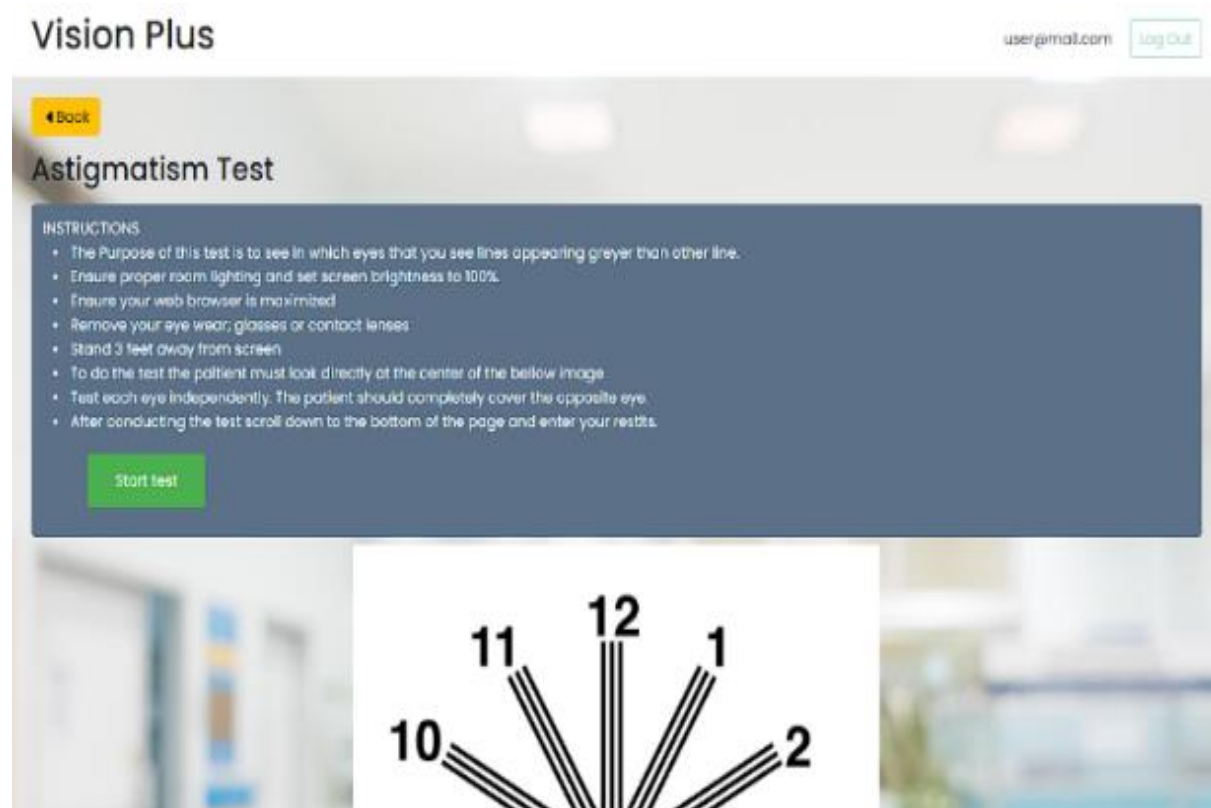 Vision Plus
user@mail.com
Log Out
Back
Astigmatism Test
INSTRUCTIONS
The Purpose of this test is to see in which eyes that you see lines appearing greyer than other line.
Ensure proper room lighting and set screen brightness to 100%.
Ensure your web browser is maximized
Remove your eye wear; glasses or contact lenses
Stand 3 feet away from screen
To do the test the paitient must look directly at the center of the bellow image
Test each eye independently. The patient should completely cover the opposite eye.
After conducting the test scroll down to the bottom of the page and enter your
Start test
12
11 1
10 2